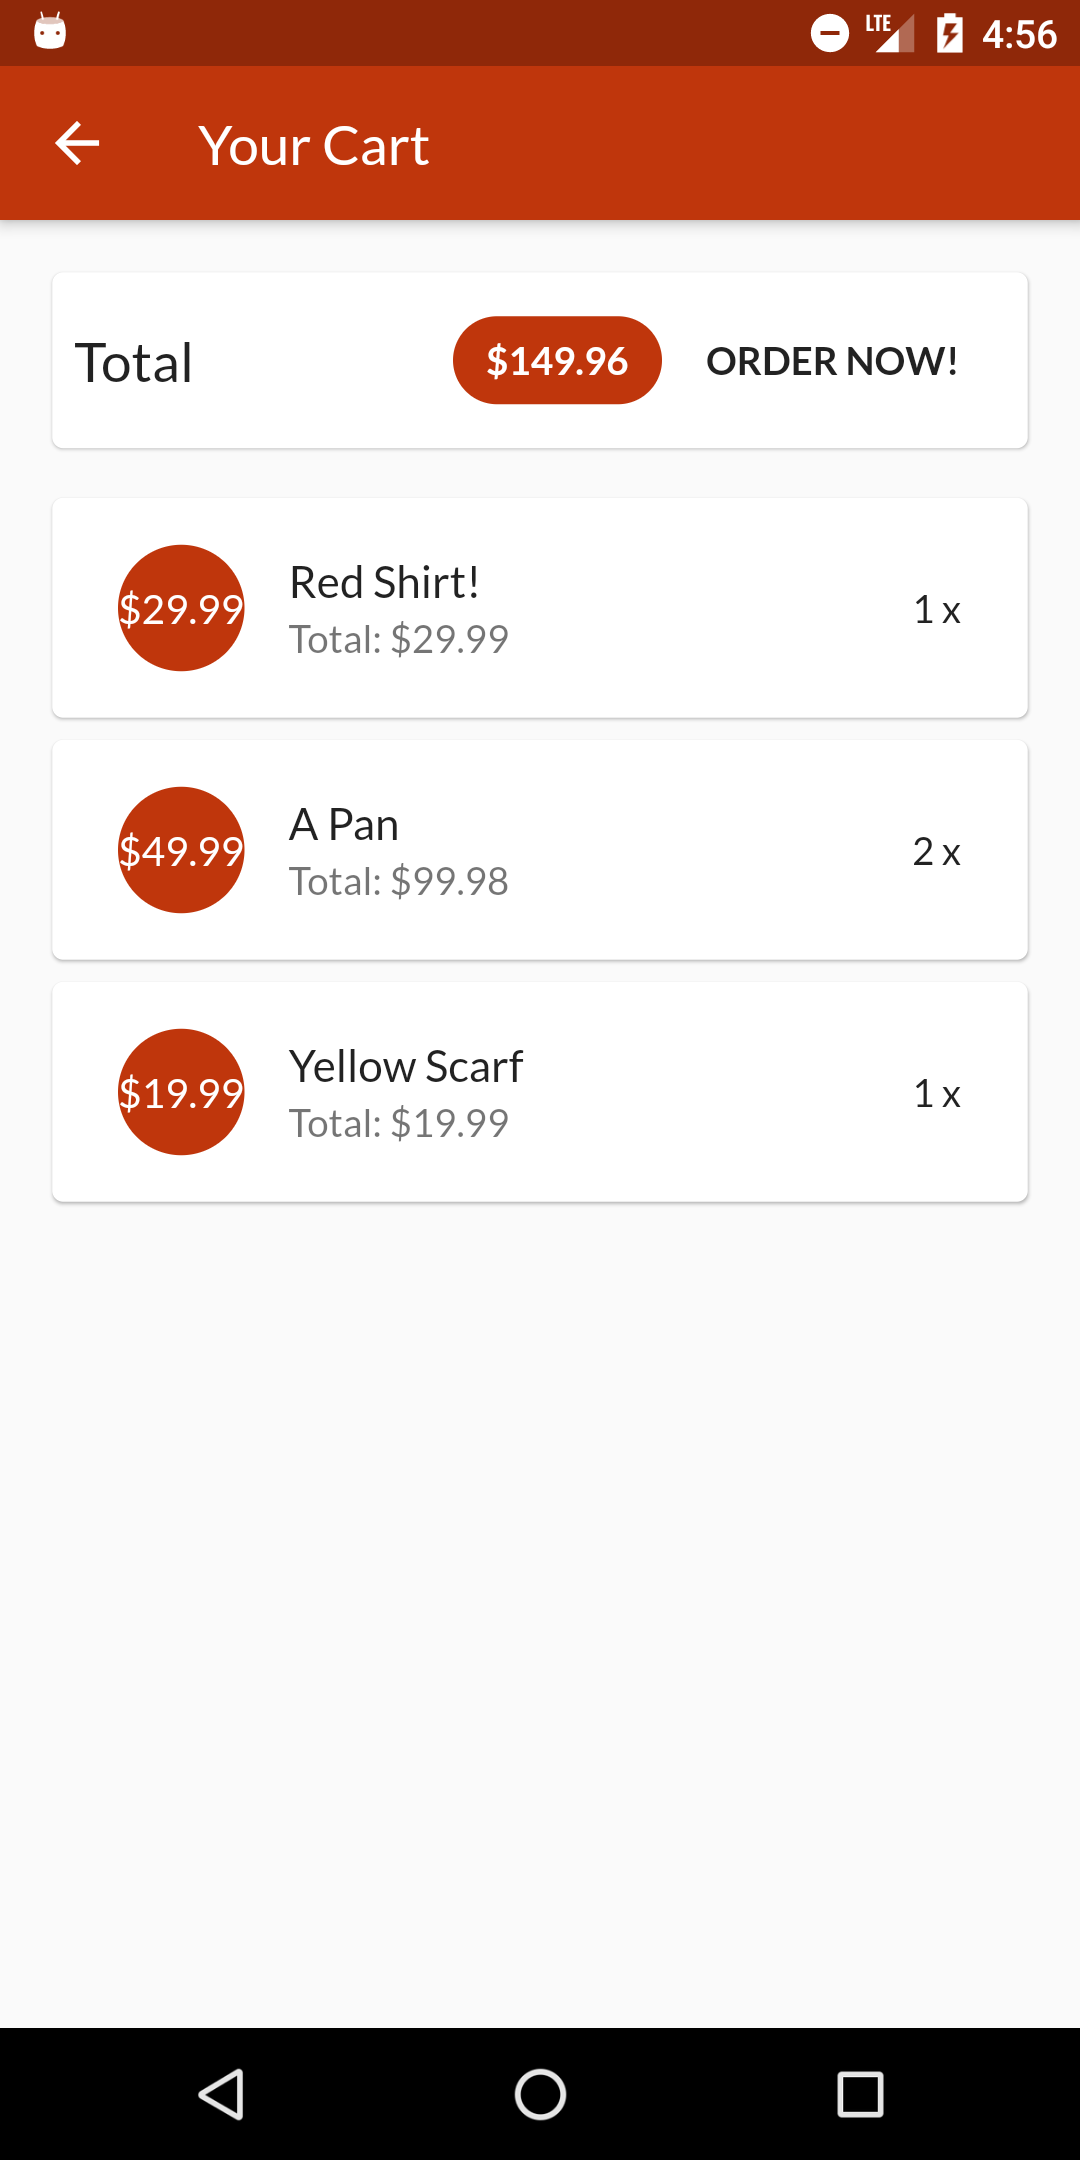 LTE 4:56
Your Cart
Total $149.96 ORDER NOW!
$29.99 Red Shirt! 1 x
Total: $29.99
$49.99 A Pan 2 x
Total: $99.98
$19.99 Yellow Scarf 1 x
Total: $19.99